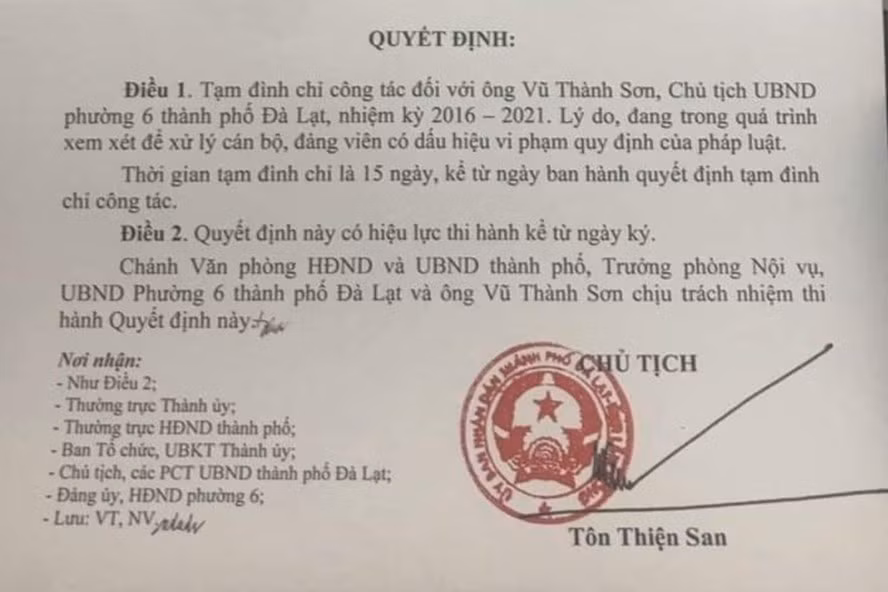 QUYẾT ĐỊNH:
Điều 1. Tạm đình chỉ công tác đối với ông Vũ Thành Sơn, Chủ tịch UBND
phường 6 thành phố Đà Lạt, nhiệm kỳ 2016 – 2021. Lý do, đang trong quá trình
xem xét để xử lý cán bộ, đảng viên có dấu hiệu vi phạm quy định của pháp luật.
Thời gian tạm đình chỉ là 15 ngày, kể từ ngày ban hành quyết định tạm đình
chỉ công tác.
Điều 2. Quyết định này có hiệu lực thi hành kể từ ngày ký.
Chánh Văn phòng HĐND và UBND thành phố, Trưởng phòng Nội vụ,
UBND Phường 6 thành phố Đà Lạt và ông Vũ Thành Sơn chịu trách nhiệm thi
hành Quyết định này
Nơi nhận:
- Như Điều 2;
- Thường trực Thành ủy;
- Thường trực HĐND thành phố;
- Ban Tổ chức, UBKT Thành ủy;
- Chủ tịch, các PCT UBND thành phố Đà Lạt;
- Đảng ủy, HĐND phường 6;
- Lưu: VT, NV
CHỦ TỊCH
ỦY BAN NHÂN DÂN THÀNH PHỐ ĐÀ LẠT
Tôn Thiện San